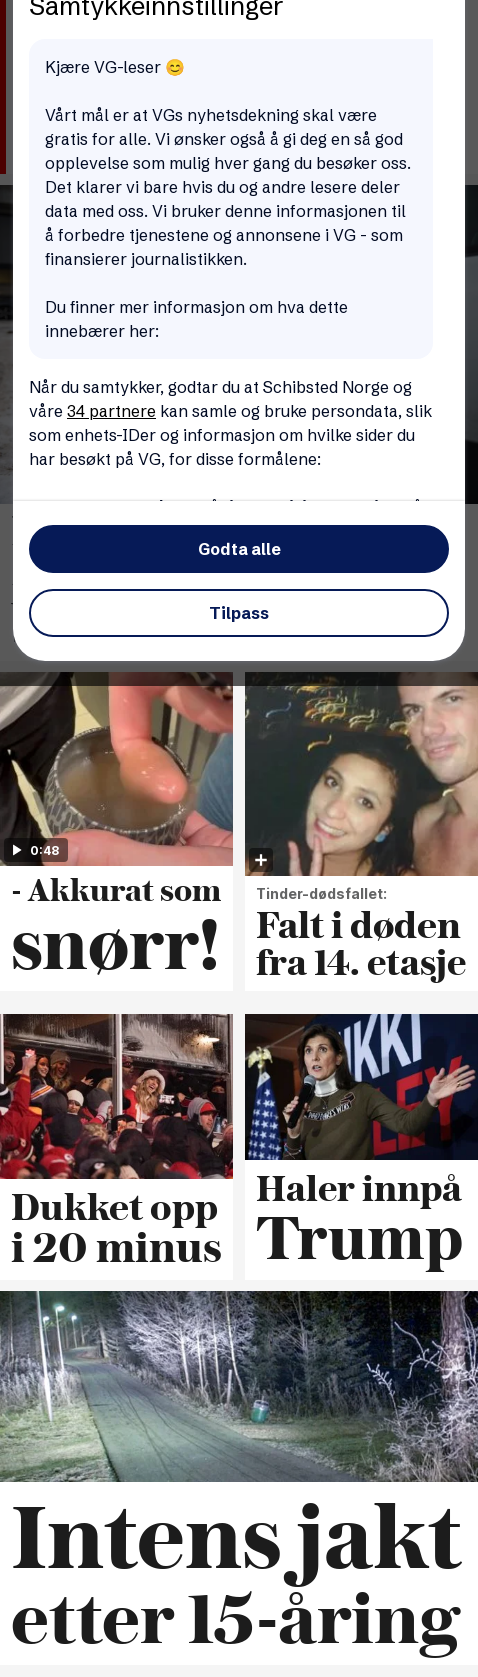 Samtykkeinnstillinger
Kjære VG-leser 😊
Vårt mål er at VGs nyhetsdekning skal være
gratis for alle. Vi ønsker også å gi deg en så god
opplevelse som mulig hver gang du besøker oss.
Det klarer vi bare hvis du og andre lesere deler
data med oss. Vi bruker denne informasjonen til
å forbedre tjenestene og annonsene i VG - som
finansierer journalistikken.
Du finner mer informasjon om hva dette
innebærer her:
Når du samtykker, godtar du at Schibsted Norge og
våre 34 partnere kan samle og bruke persondata, slik
som enhets-IDer og informasjon om hvilke sider du
har besøkt på VG, for disse formålene:
Godta alle
Tilpass
0:48
- Akkurat som
snørr!
Tinder-dødsfallet:
Falt i døden
fra 14. etasje
Dukket opp
i 20 minus
Haler innpå
Trump
Intens jakt
etter 15-åring